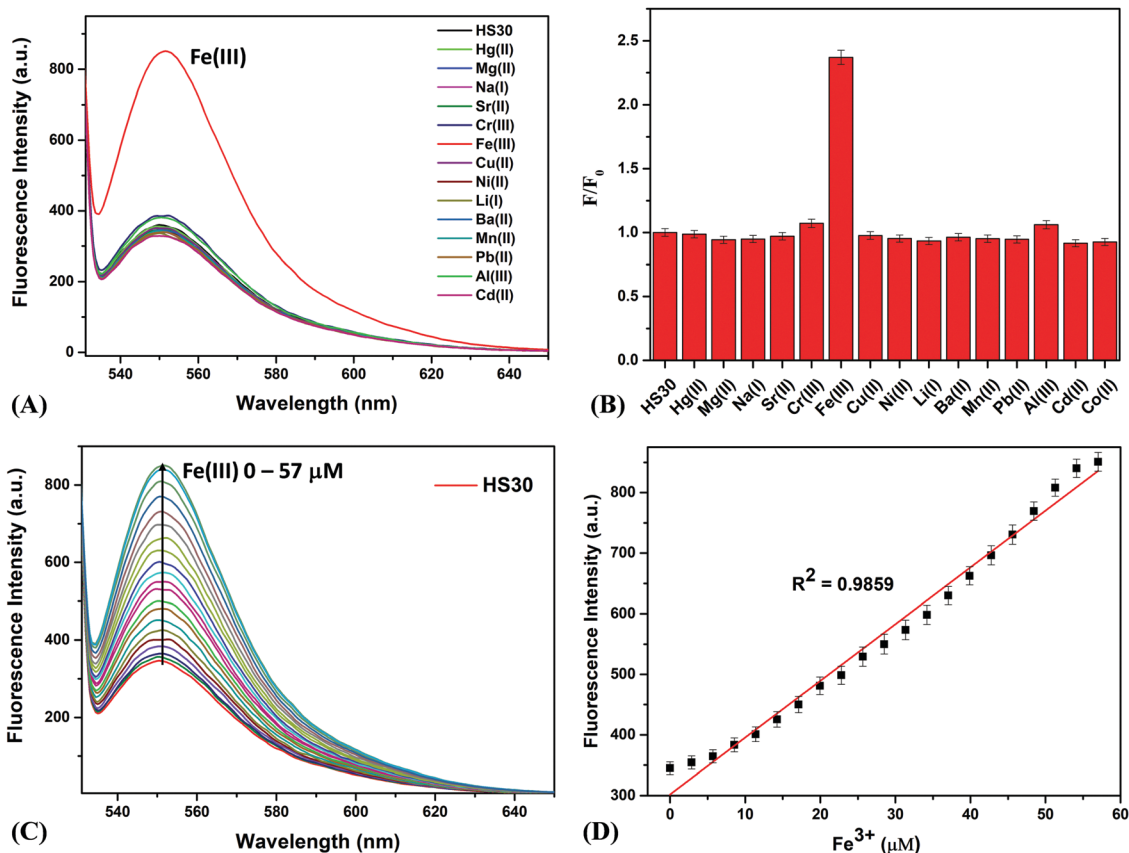 Fluorescence Intensity (a.u.)
800
600
400
200
0
540
560
580
600
620
640
Wavelength (nm)
Fe(III)
HS30
Hg(II)
Mg(II)
Na(I)
Sr(II)
Cr(III)
Fe(III)
Cu(II)
Ni(II)
Li(I)
Ba(II)
Mn(II)
Pb(II)
Al(III)
Cd(II)
(A)
F/F0
2.5
2.0
1.5
1.0
0.5
0.0
HS30
Hg(II)
Mg(II)
Na(I)
Sr(II)
Cr(III)
Fe(III)
Cu(II)
Ni(II)
Li(I)
Ba(II)
Mn(II)
Pb(II)
Al(III)
Cd(II)
Co(II)
(B)
Fluorescence Intensity (a.u.)
800
600
400
200
540
560
580
600
620
640
Wavelength (nm)
Fe(III) 0 – 57 μM
HS30
(C)
Fluorescence Intensity (a.u.)
800
700
600
500
400
300
0
10
20
30
40
50
60
R² = 0.9859
Fe³⁺ (μM)
(D)